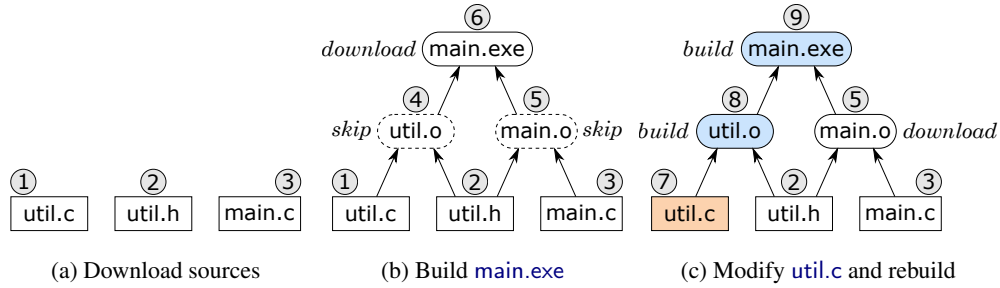 6 9
download main.exe build main.exe
4 5 8 5
skip util.o main.o skip build util.o main.o download
1 2 3 1 2 3 7 2 3
util.c util.h main.c util.c util.h main.c util.c util.h main.c
(a) Download sources (b) Build main.exe (c) Modify util.c and rebuild